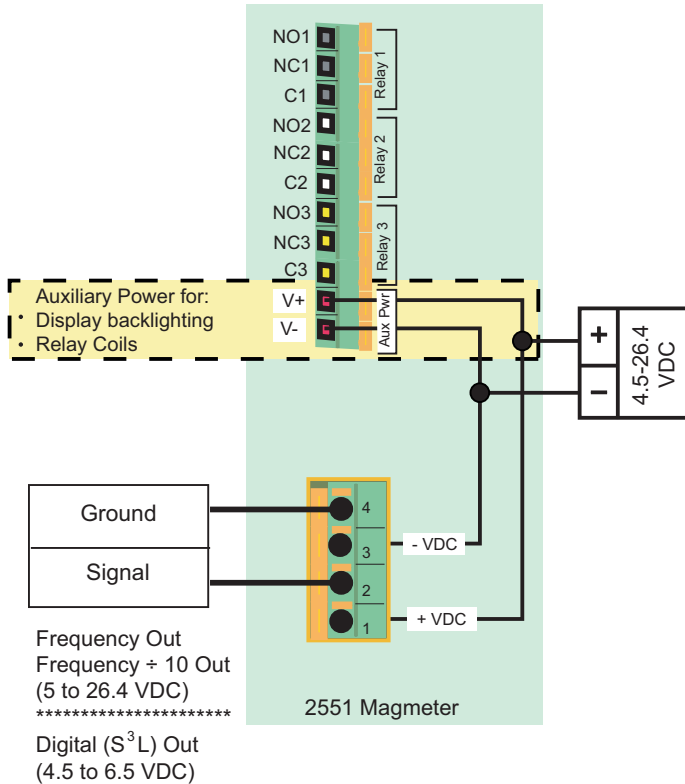 NO1
NC1
C1
Relay 1
NO2
NC2
C2
Relay 2
NO3
NC3
C3
Relay 3
Auxiliary Power for:
· Display backlighting
· Relay Coils
V+
V-
Aux Pwr
+
−
4.5-26.4
VDC
Ground
Signal
4
3
2
1
- VDC
+ VDC
Frequency Out
Frequency ÷ 10 Out
(5 to 26.4 VDC)
**********************
Digital (S³L) Out
(4.5 to 6.5 VDC)
2551 Magmeter